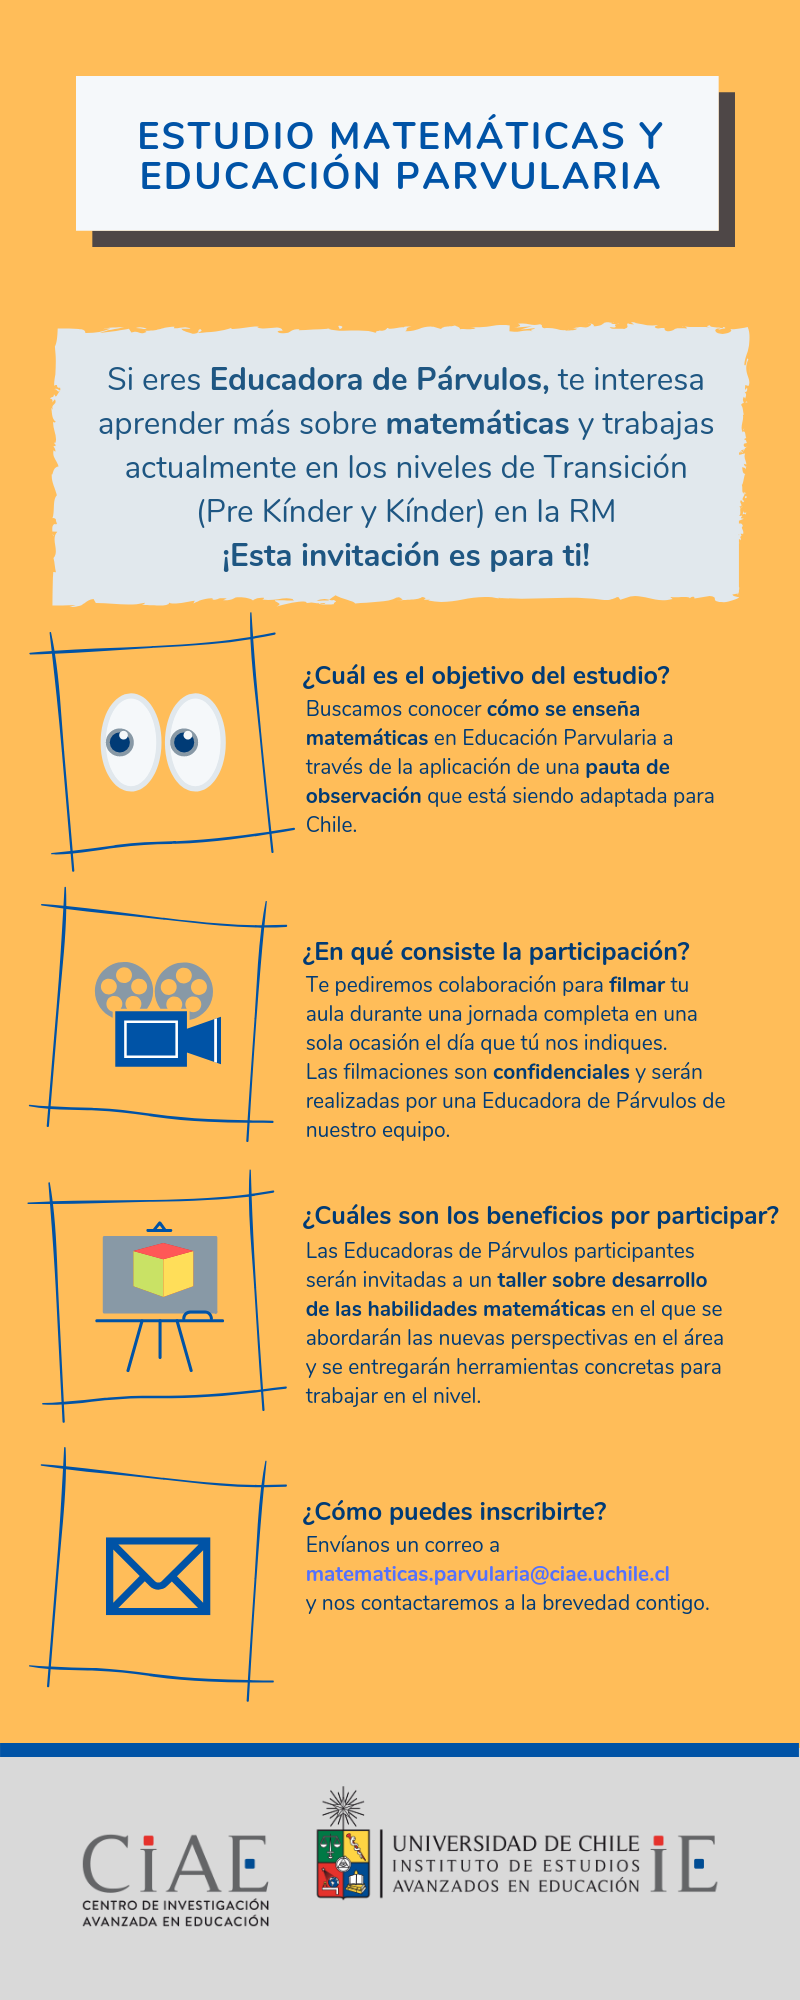 ESTUDIO MATEMÁTICAS Y
EDUCACIÓN PARVULARIA
Si eres Educadora de Párvulos, te interesa
aprender más sobre matemáticas y trabajas
actualmente en los niveles de Transición
(Pre Kínder y Kínder) en la RM
¡Esta invitación es para ti!
¿Cuál es el objetivo del estudio?
Buscamos conocer cómo se enseña
matemáticas en Educación Parvularia a
través de la aplicación de una pauta de
observación que está siendo adaptada para
Chile.
¿En qué consiste la participación?
Te pediremos colaboración para filmar tu
aula durante una jornada completa en una
sola ocasión el día que tú nos indiques.
Las filmaciones son confidenciales y serán
realizadas por una Educadora de Párvulos de
nuestro equipo.
¿Cuáles son los beneficios por participar?
Las Educadoras de Párvulos participantes
serán invitadas a un taller sobre desarrollo
de las habilidades matemáticas en el que se
abordarán las nuevas perspectivas en el área
y se entregarán herramientas concretas para
trabajar en el nivel.
¿Cómo puedes inscribirte?
Envíanos un correo a
matematicas.parvularia@ciae.uchile.cl
y nos contactaremos a la brevedad contigo.
CiAE
CENTRO DE INVESTIGACIÓN
AVANZADA EN EDUCACIÓN
UNIVERSIDAD DE CHILE
INSTITUTO DE ESTUDIOS
AVANZADOS EN EDUCACIÓN
iE